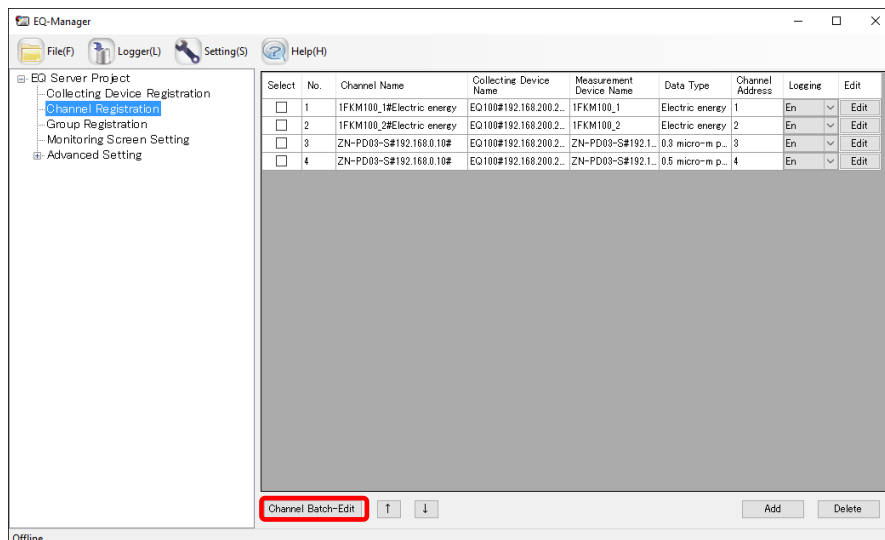 EQ-Manager
File(F) Logger(L) Setting(S) Help(H)
EQ Server Project
Collecting Device Registration
Channel Registration
Group Registration
Monitoring Screen Setting
Advanced Setting
Select No. Channel Name Collecting Device Name Measurement Device Name Data Type Channel Address Logging Edit
1 1FKM100_1#Electric energy EQ100#192.168.200.2... 1FKM100_1 Electric energy 1 En Edit
2 1FKM100_2#Electric energy EQ100#192.168.200.2... 1FKM100_2 Electric energy 2 En Edit
3 ZN-PD03-S#192.168.0.10# EQ100#192.168.200.2... ZN-PD03-S#192.1... 0.3 micro-m p... 3 En Edit
4 ZN-PD03-S#192.168.0.10# EQ100#192.168.200.2... ZN-PD03-S#192.1... 0.5 micro-m p... 4 En Edit
Channel Batch-Edit ↑ ↓ Add Delete
Offline